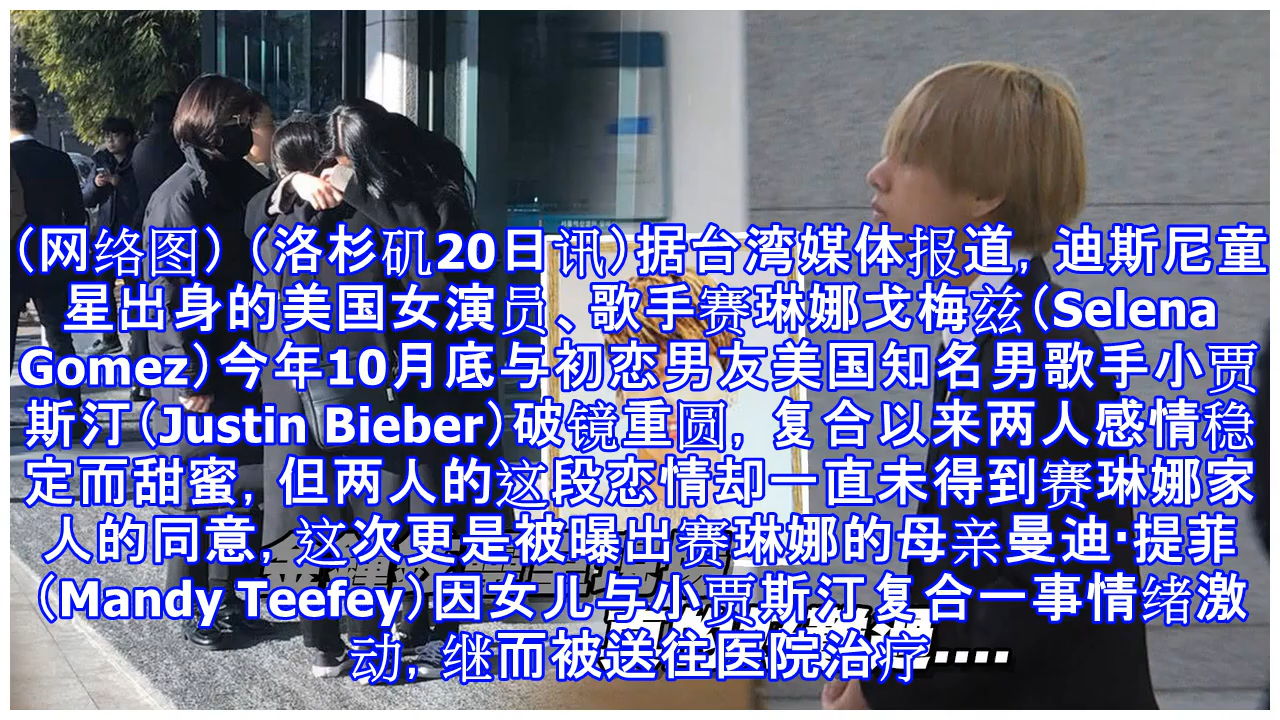 (网络图) (洛杉矶20日讯)据台湾媒体报道, 迪斯尼童
星出身的美国女演员、歌手赛琳娜戈梅兹(Selena
Gomez)今年10月底与初恋男友美国知名男歌手小贾
斯汀(Justin Bieber)破镜重圆, 复合以来两人感情稳
定而甜蜜, 但两人的这段恋情却一直未得到赛琳娜家
人的同意, 这次更是被曝出赛琳娜的母亲曼迪·提菲
(Mandy Teefey)因女儿与小贾斯汀复合一事情绪激
动, 继而被送往医院治疗....